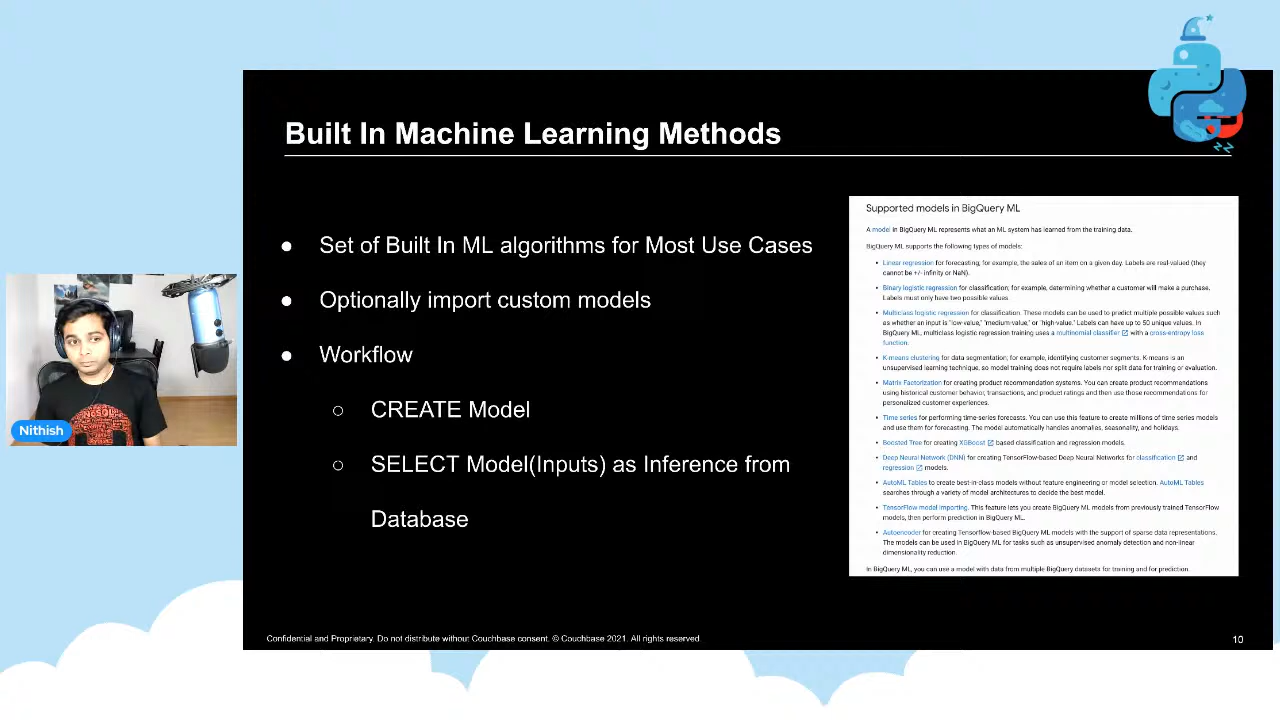 Built In Machine Learning Methods
● Set of Built In ML algorithms for Most Use Cases
● Optionally import custom models
● Workflow
○ CREATE Model
○ SELECT Model(Inputs) as Inference from
Database
Supported models in BigQuery ML
A model in BigQuery ML represents what an ML system has learned from the training data.
BigQuery ML supports the following types of models:
• Linear regression for forecasting; for example, the sales of an item on a given day. Labels are real-valued (they
cannot be +/- infinity or NaN).
• Binary logistic regression for classification; for example, determining whether a customer will make a purchase.
Labels must only have two possible values.
• Multiclass logistic regression for classification. These models can be used to predict multiple possible values such
as whether an input is "low-value," "medium-value," or "high-value." Labels can have up to 50 unique values. In
BigQuery ML, multiclass logistic regression training uses a multinomial classifier with a cross-entropy loss
function.
• K-means clustering for data segmentation; for example, identifying customer segments. K-means is an
unsupervised learning technique, so model training does not require labels nor split data for training or evaluation.
• Matrix Factorization for creating product recommendation systems. You can create product recommendations
using historical customer behavior, transactions, and product ratings and then use those recommendations for
personalized customer experiences.
• Time series for performing time-series forecasts. You can use this feature to create millions of time series models
and use them for forecasting. The model automatically handles anomalies, seasonality, and holidays.
• Boosted Tree for creating XGBoost based classification and regression models.
• Deep Neural Network (DNN) for creating TensorFlow-based Deep Neural Networks for classification and
regression models.
• AutoML Tables to create best-in-class models without feature engineering or model selection. AutoML Tables
searches through a variety of model architectures to decide the best model.
• TensorFlow model importing. This feature lets you create BigQuery ML models from previously trained TensorFlow
models, then perform prediction in BigQuery ML.
• Autoencoder for creating Tensorflow-based BigQuery ML models with the support of sparse data representations.
The models can be used in BigQuery ML for tasks such as unsupervised anomaly detection and non-linear
dimensionality reduction.
In BigQuery ML, you can use a model with data from multiple BigQuery datasets for training and for prediction.
Nithish
Confidential and Proprietary. Do not distribute without Couchbase consent. © Couchbase 2021. All rights reserved
10